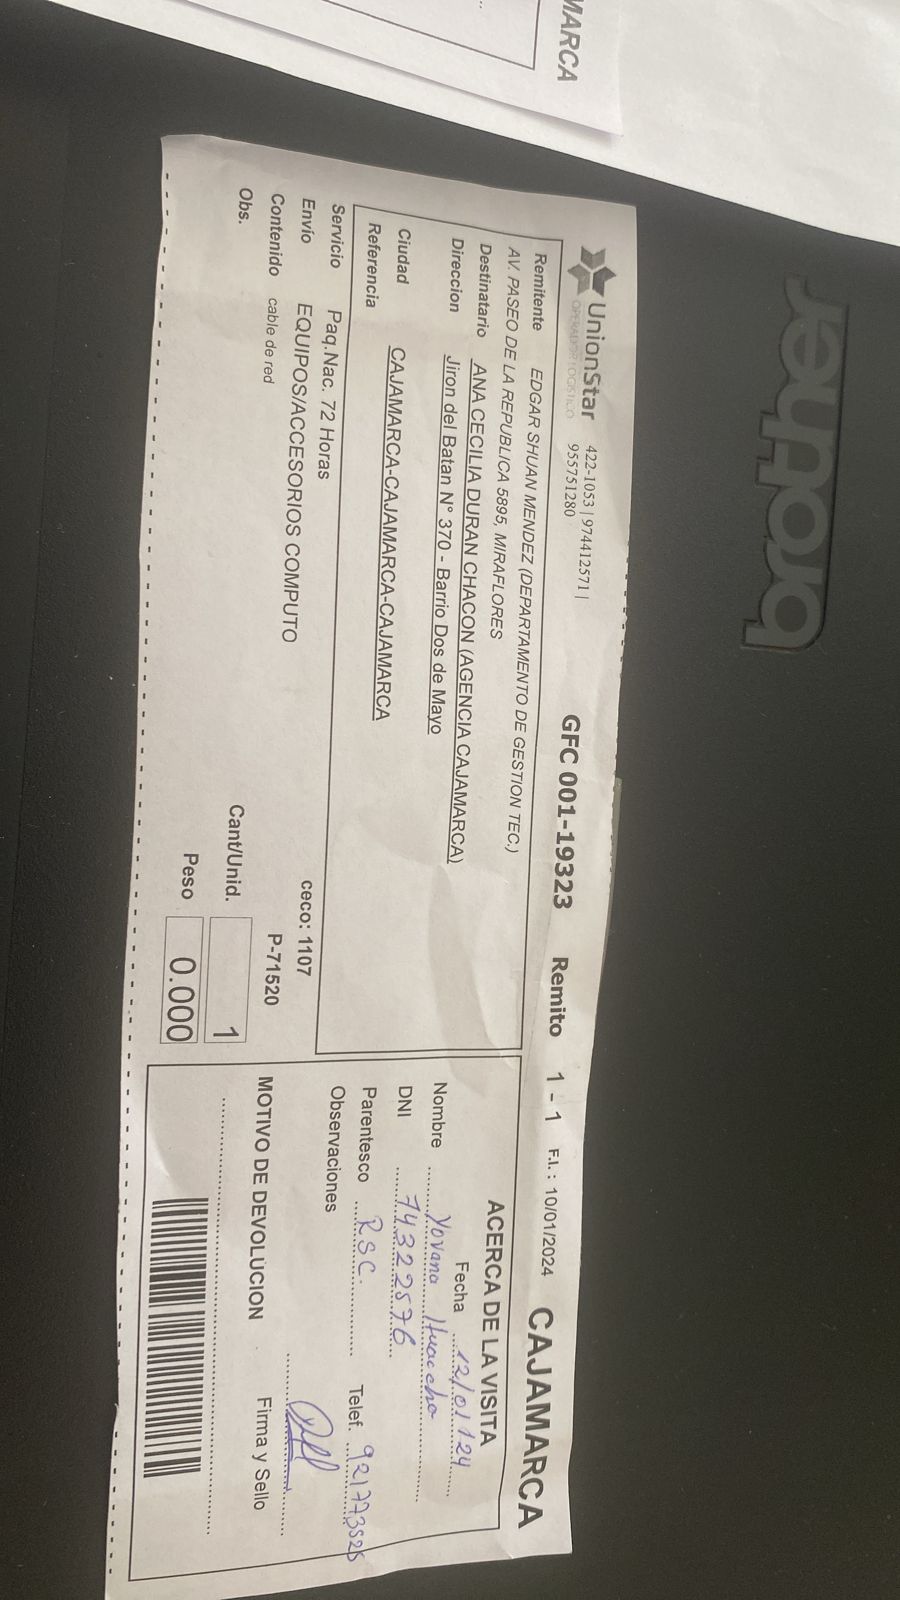 MARCA
brother
UnionStar
OPERADOR LOGISTICO
422-1053 | 974412571 |
955751280
GFC 001-19323 Remito 1 - 1 F.I.: 10/01/2024 CAJAMARCA
Remitente EDGAR SHUAN MENDEZ (DEPARTAMENTO DE GESTION TEC.)
AV. PASEO DE LA REPUBLICA 5895, MIRAFLORES
Destinatario ANA CECILIA DURAN CHACON (AGENCIA CAJAMARCA)
Direccion Jiron del Batan N° 370 - Barrio Dos de Mayo
Ciudad CAJAMARCA-CAJAMARCA-CAJAMARCA
Referencia
Servicio Paq.Nac. 72 Horas
Envío EQUIPOS/ACCESORIOS COMPUTO
Contenido cable de red
Obs.
ceco: 1107
P-71520
Cant/Unid. 1
Peso 0.000
ACERCA DE LA VISITA
Fecha 12/01/24
Nombre Yovana Huaccha
DNI 74322576
Parentesco RSC. Telef. 921773525
Observaciones
MOTIVO DE DEVOLUCION Firma y Sello